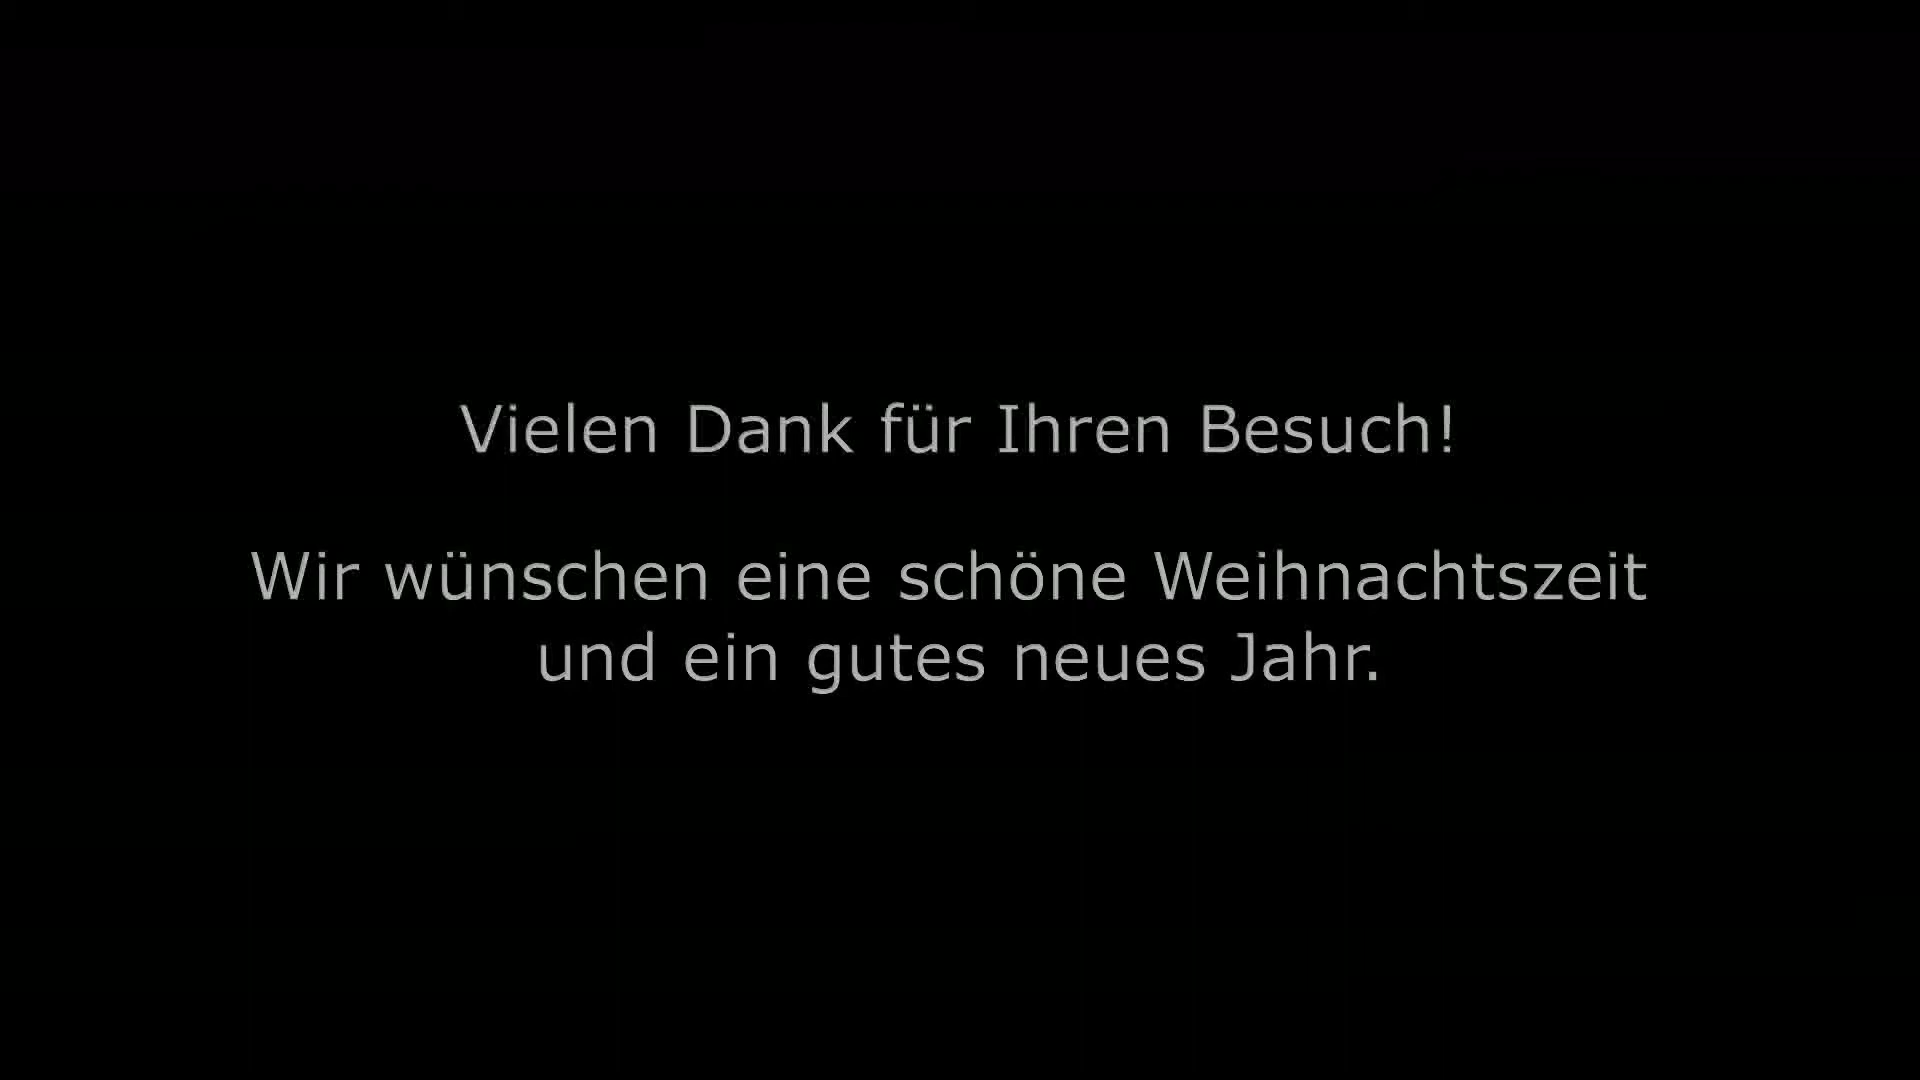 Vielen Dank für Ihren Besuch!
Wir wünschen eine schöne Weihnachtszeit
und ein gutes neues Jahr.